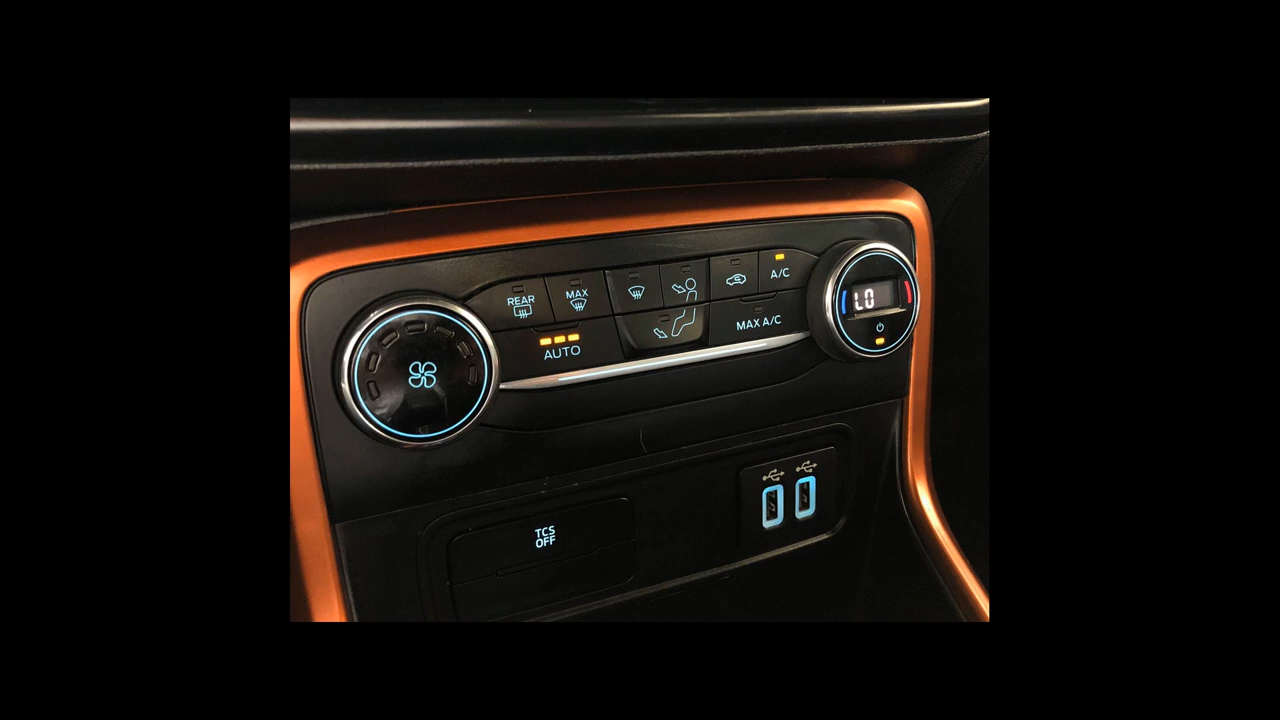 REAR
MAX
A/C
AUTO
MAX A/C
LO
TCS
OFF